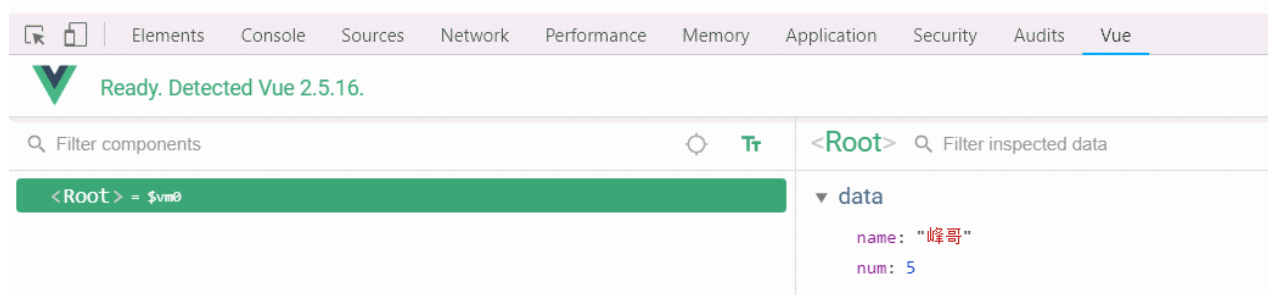 Elements Console Sources Network Performance Memory Application Security Audits Vue
Ready. Detected Vue 2.5.16.
Filter components
<Root> Filter inspected data
<Root> = $vm0
▼ data
name: "峰哥"
num: 5